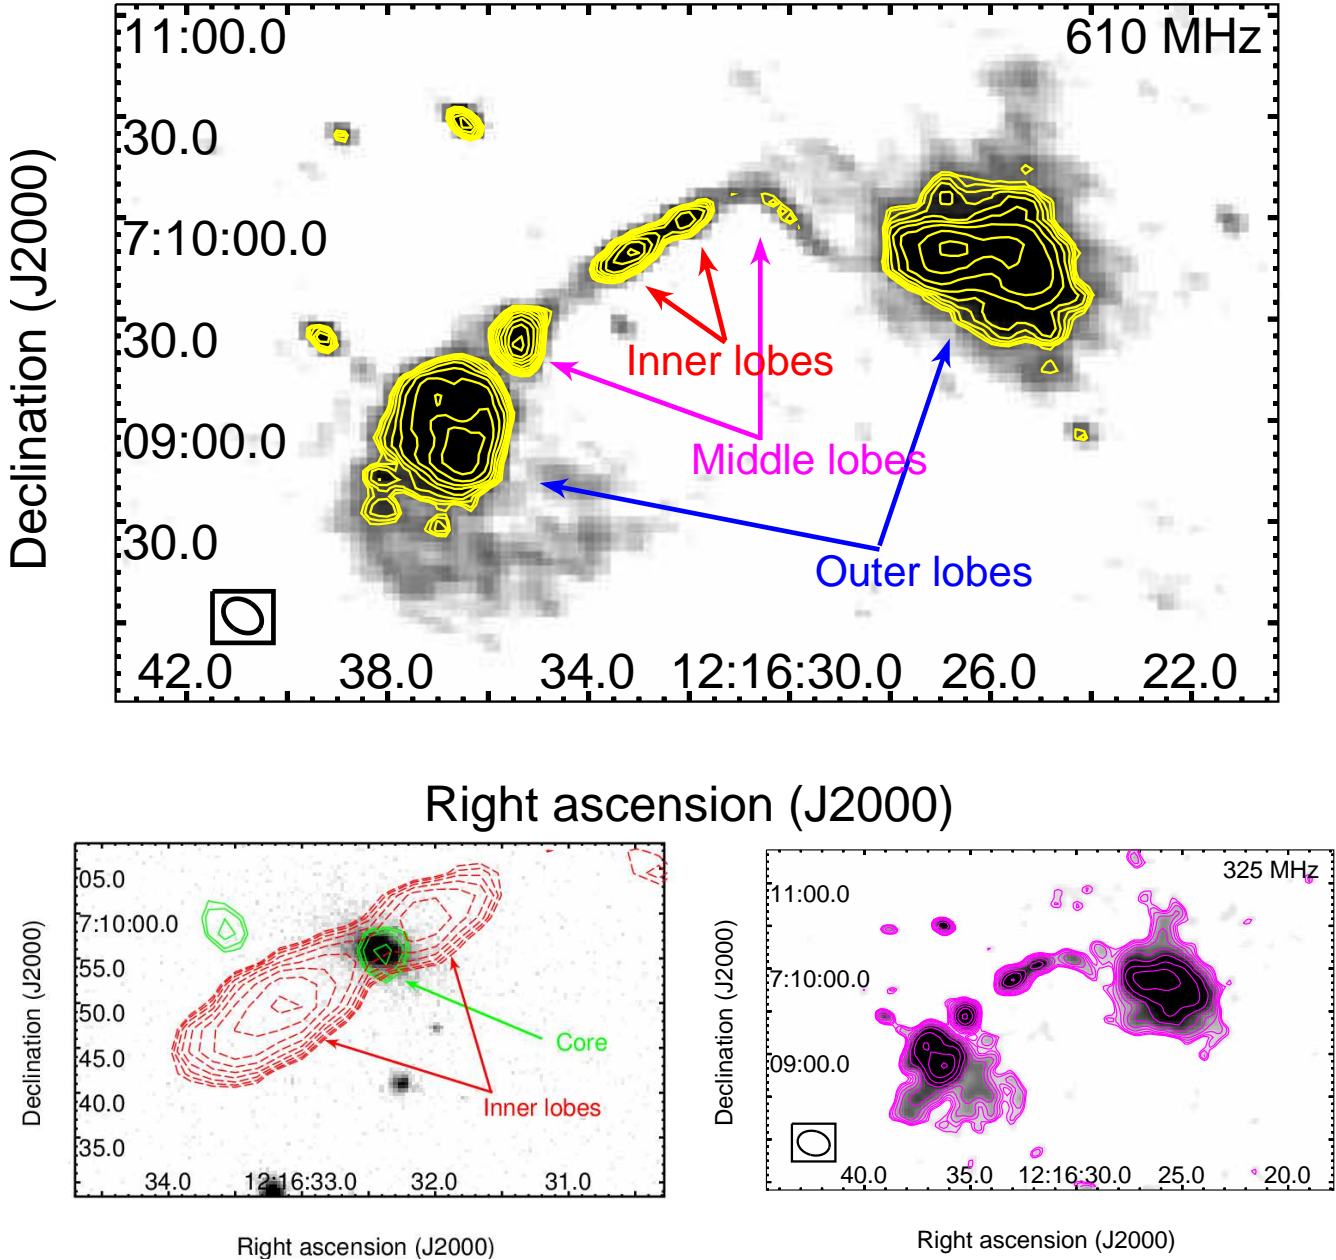 11:00.0
610 MHz
30.0
7:10:00.0
30.0
Inner lobes
09:00.0
Middle lobes
30.0
Outer lobes
42.0 38.0 34.0 12:16:30.0 26.0 22.0
Declination (J2000)
Right ascension (J2000)
05.0
7:10:00.0
55.0
50.0
Core
45.0
40.0
Inner lobes
35.0
34.0 12:16:33.0 32.0 31.0
Declination (J2000)
Right ascension (J2000)
325 MHz
11:00.0
7:10:00.0
09:00.0
40.0 35.0 12:16:30.0 25.0 20.0
Declination (J2000)
Right ascension (J2000)